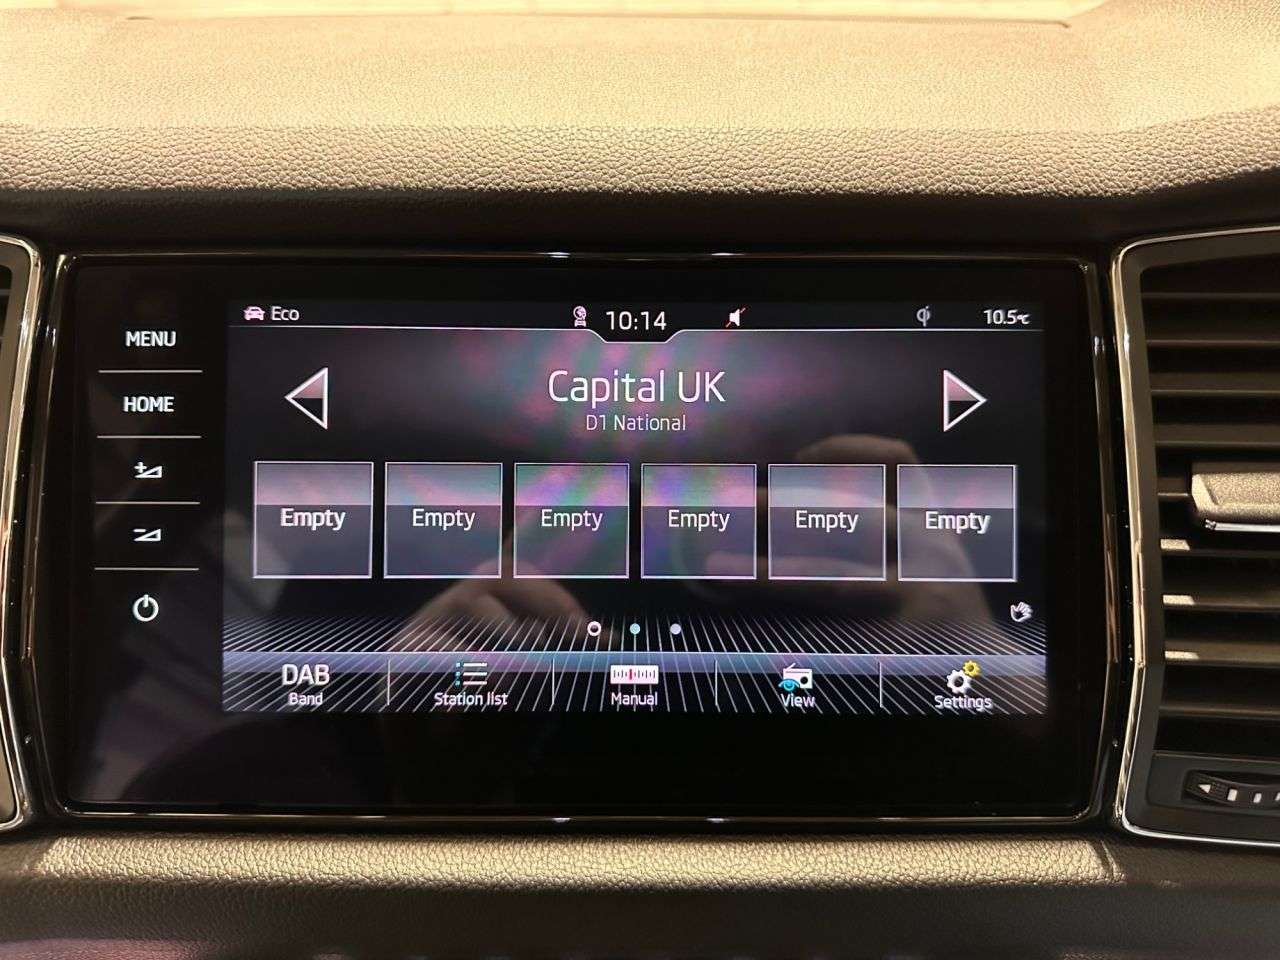 Eco
10:14
10.5°C
MENU
HOME
Capital UK
D1 National
Empty
Empty
Empty
Empty
Empty
Empty
DAB
Band
Station list
Manual
View
Settings